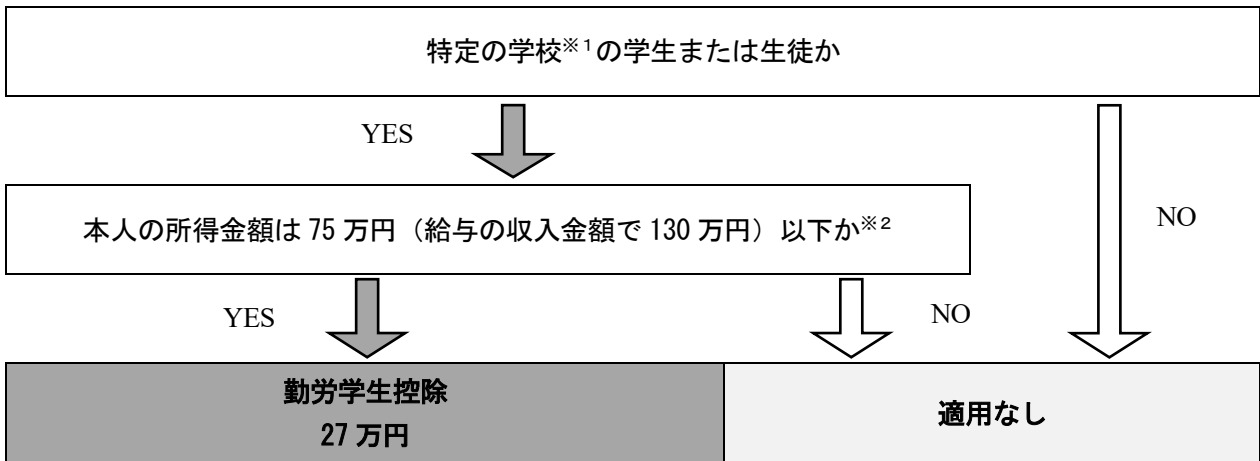 特定の学校※1の学生または生徒か
YES
本人の所得金額は 75 万円（給与の収入金額で 130 万円）以下か※2
NO
YES
NO
勤労学生控除
27 万円
適用なし